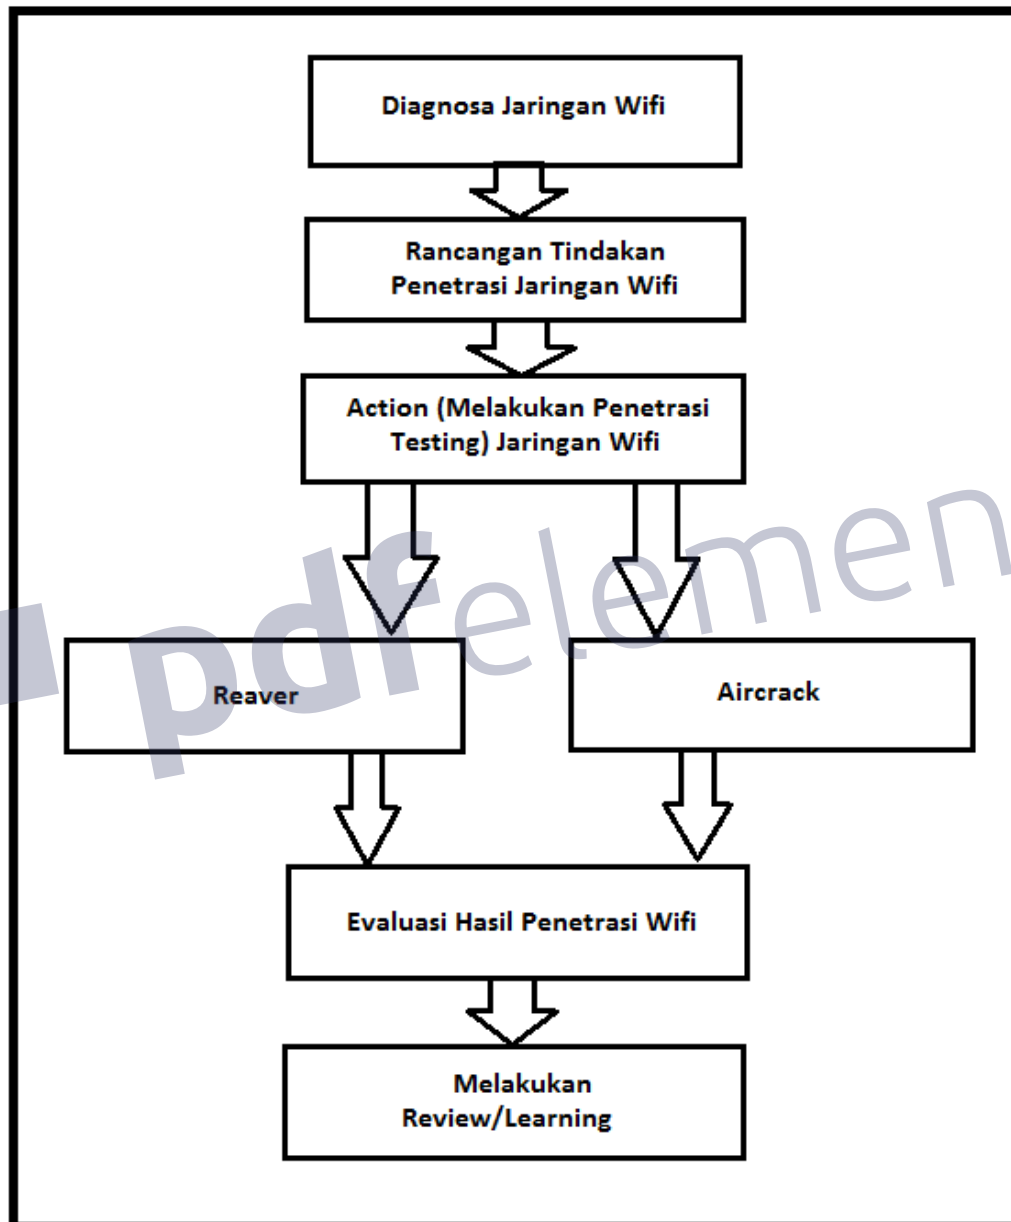 Diagnosa Jaringan Wifi
Rancangan Tindakan
Penetrasi Jaringan Wifi
Action (Melakukan Penetrasi
Testing) Jaringan Wifi
pdfelemen
Reaver
Aircrack
Evaluasi Hasil Penetrasi Wifi
Melakukan
Review/Learning